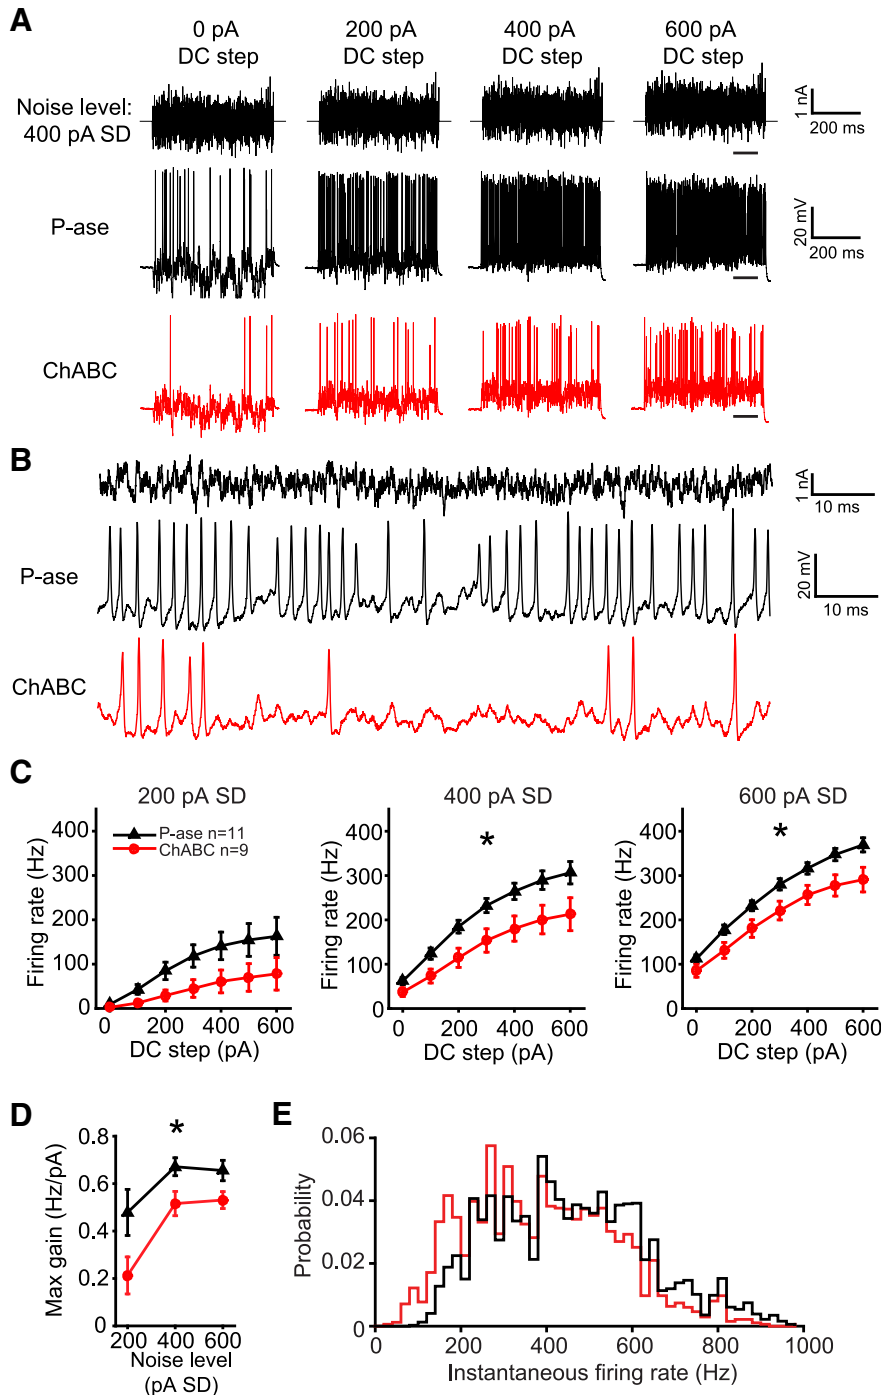 A
0 pA
DC step
200 pA
DC step
400 pA
DC step
600 pA
DC step
Noise level:
400 pA SD
1 nA
200 ms
P-ase
20 mV
200 ms
ChABC
B
1 nA
10 ms
P-ase
20 mV
10 ms
ChABC
C
200 pA SD
400 pA SD
600 pA SD
P-ase n=11
ChABC n=9
*
*
Firing rate (Hz)
400
300
200
100
0
0 200 400 600
DC step (pA)
Firing rate (Hz)
400
300
200
100
0
0 200 400 600
DC step (pA)
Firing rate (Hz)
400
300
200
100
0
0 200 400 600
DC step (pA)
D
*
Max gain (Hz/pA)
0.8
0.6
0.4
0.2
0
200 400 600
Noise level
(pA SD)
E
Probability
0.06
0.04
0.02
0
0 200 400 600 800 1000
Instantaneous firing rate (Hz)